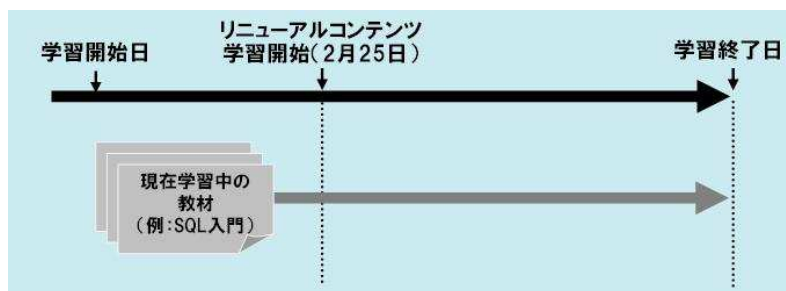 リニューアルコンテンツ
学習開始日
学習開始(2月25日)
学習終了日
現在学習中の
教材
(例:SQL入門)